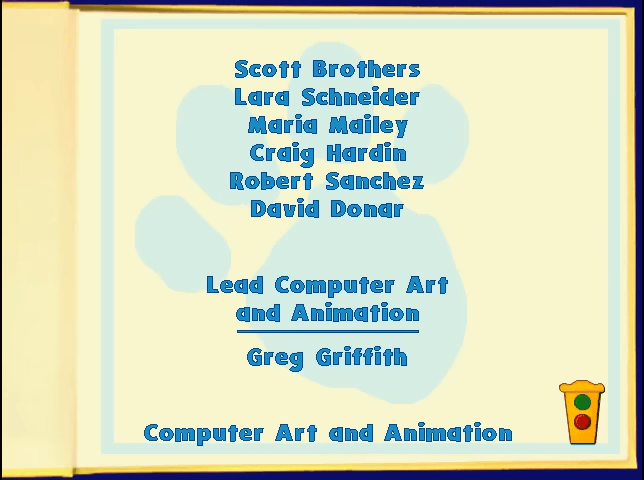 Scott Brothers
Lara Schneider
Maria Mailey
Craig Hardin
Robert Sanchez
David Donar
Lead Computer Art
and Animation
Greg Griffith
Computer Art and Animation